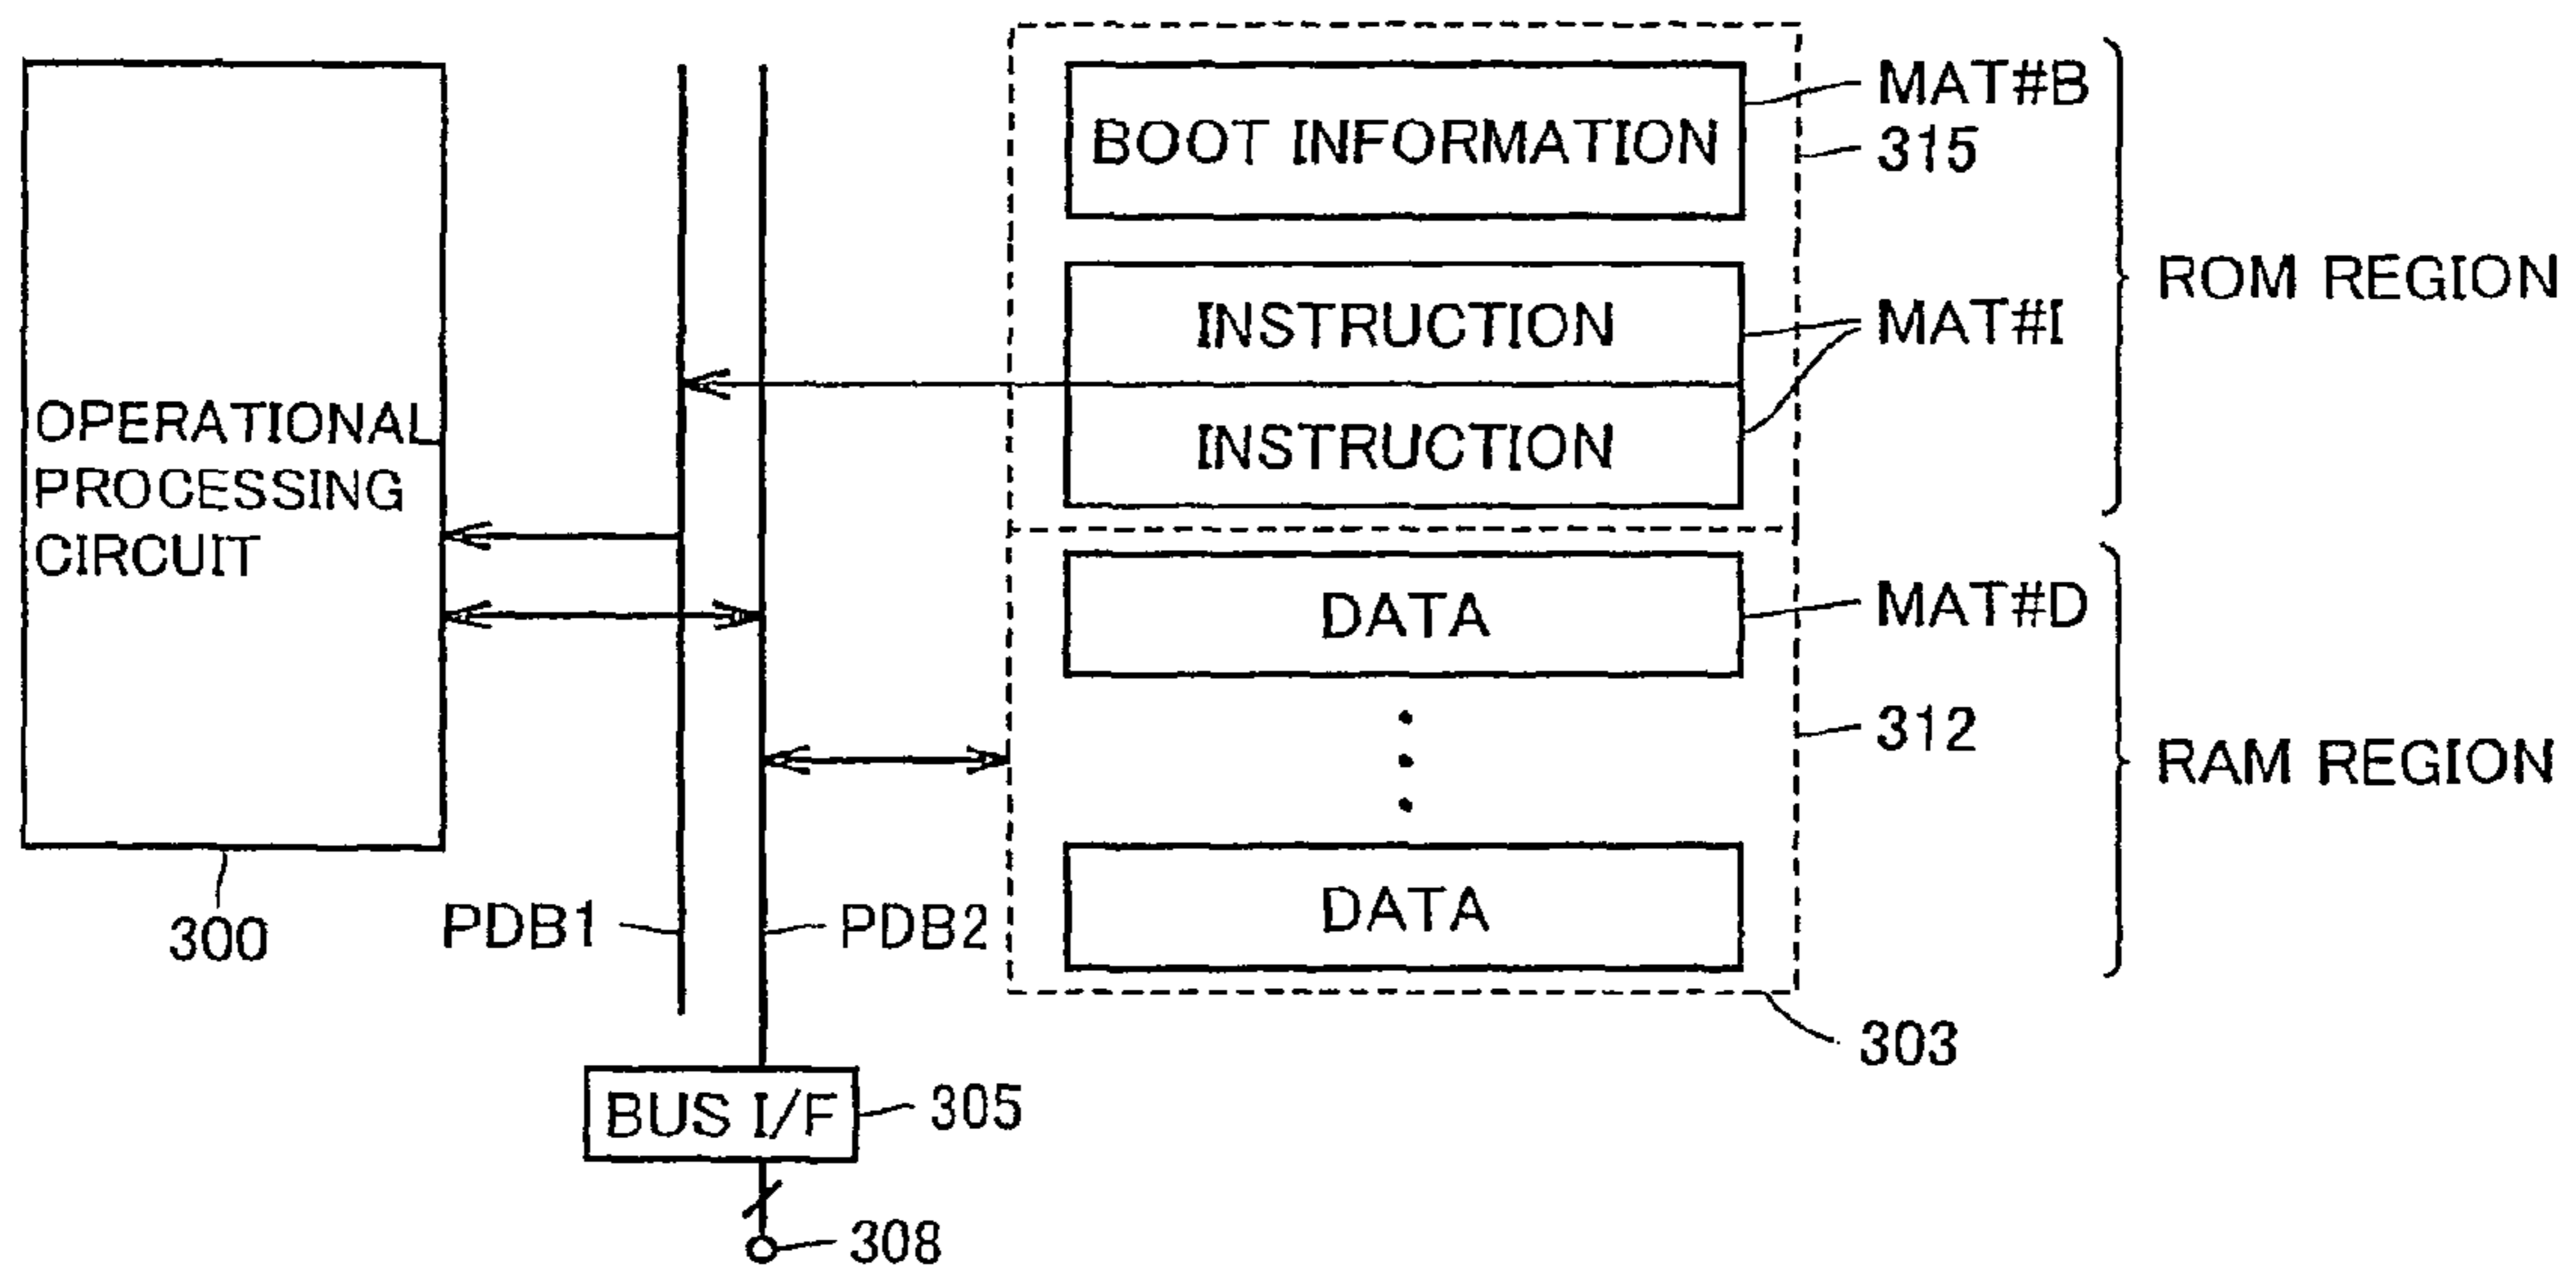 OPERATIONAL
PROCESSING
CIRCUIT
300
PDB1
PDB2
BUS I/F
305
308
BOOT INFORMATION
INSTRUCTION
INSTRUCTION
DATA
DATA
MAT#B
315
MAT#I
MAT#D
312
303
ROM REGION
RAM REGION